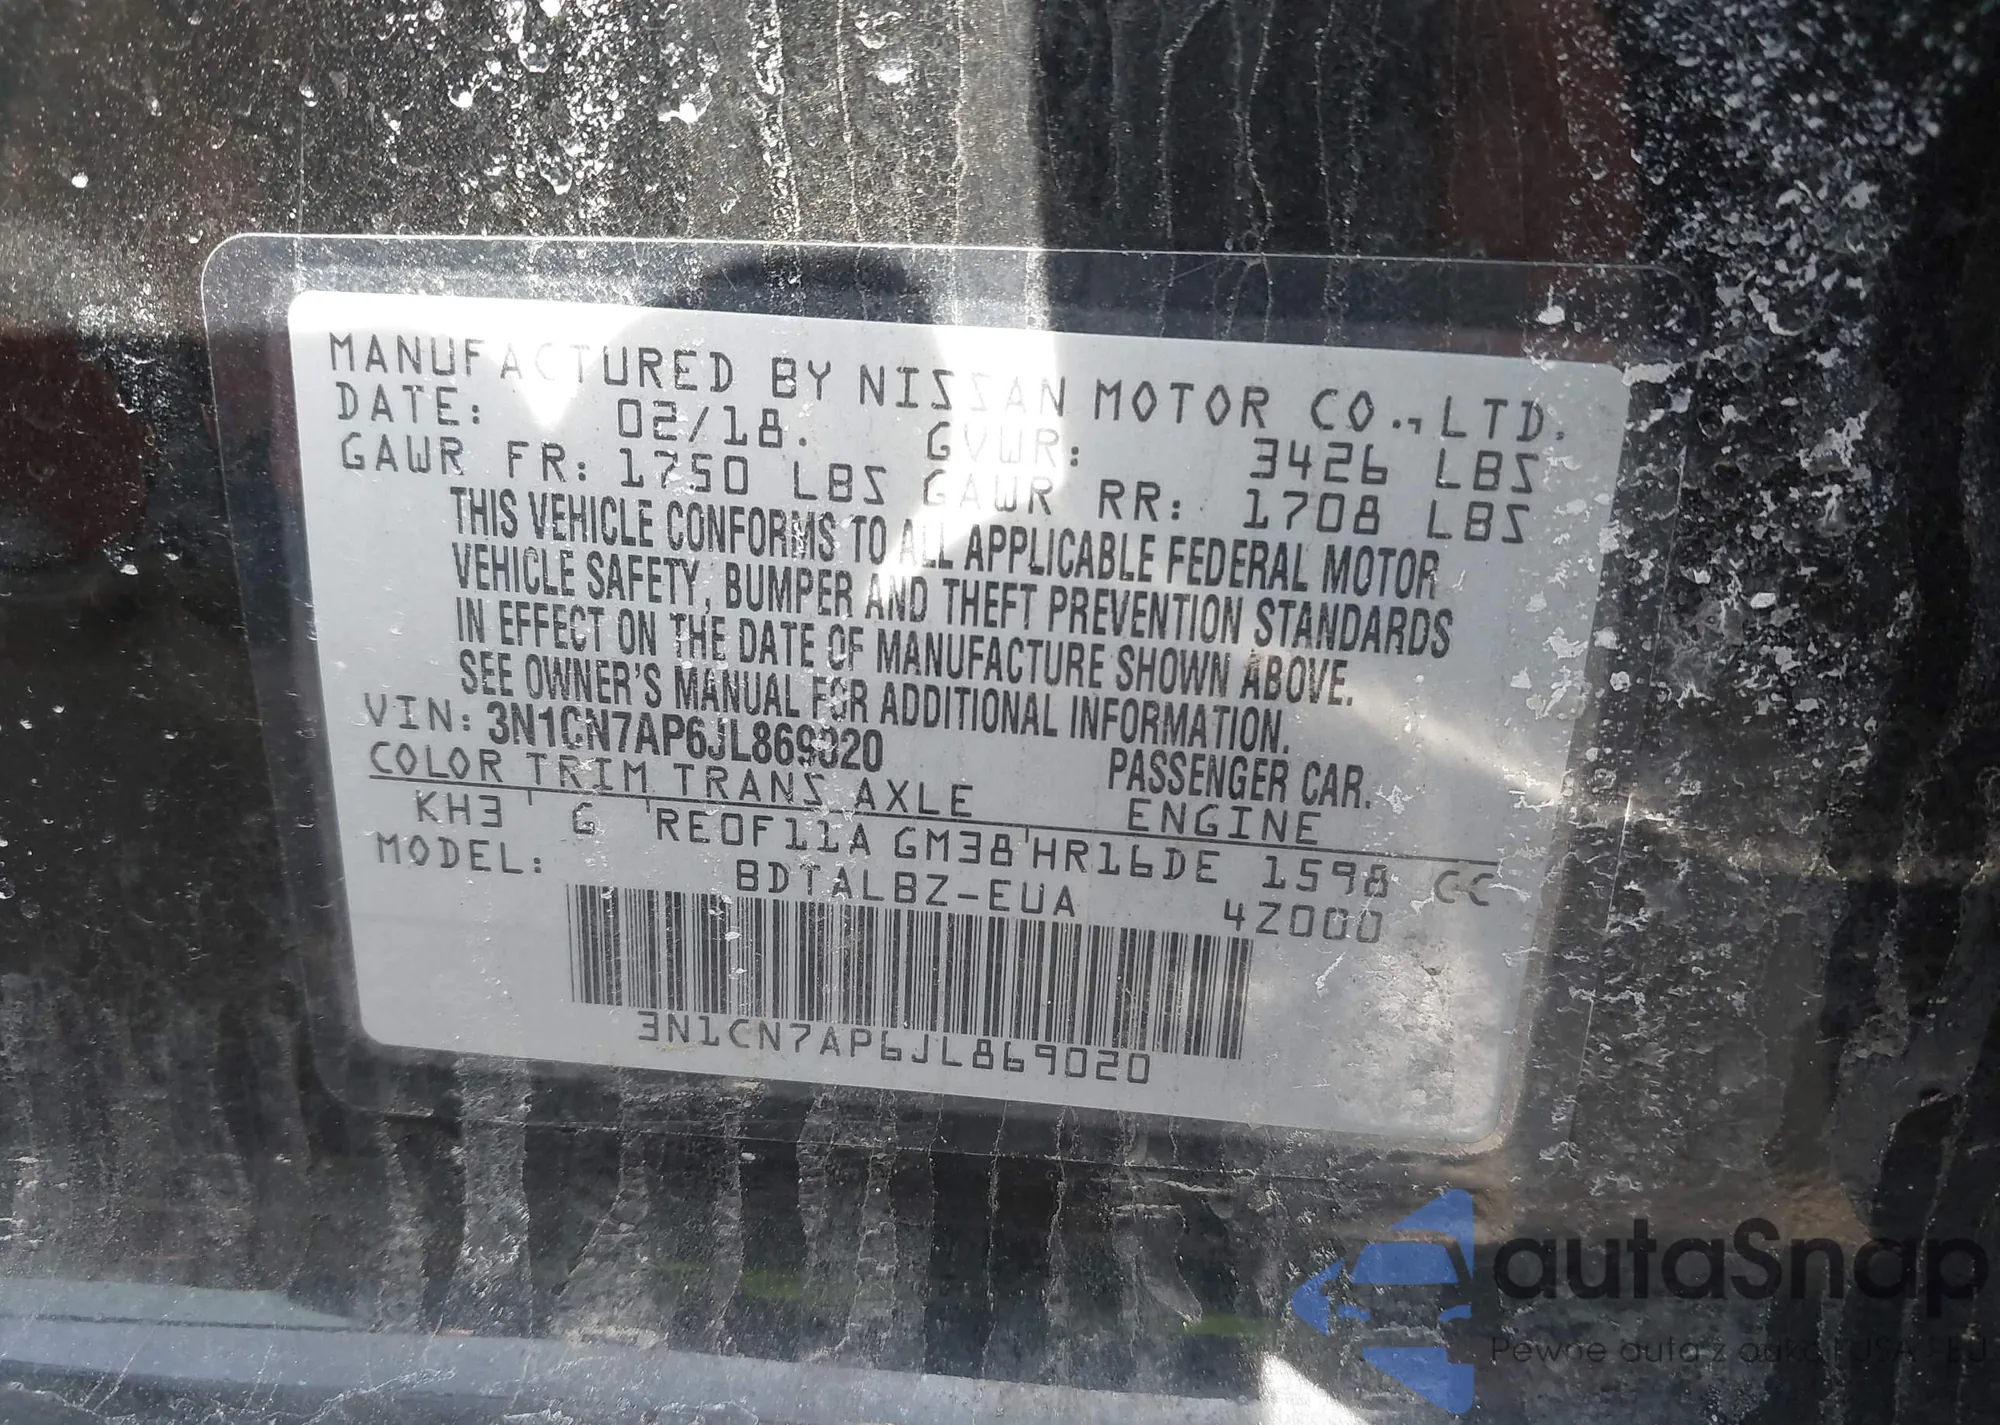 MANUFACTURED BY NISSAN MOTOR CO., LTD.
DATE: 02/18. GVWR: 3426 LBS
GAWR FR: 1750 LBS GAWR RR: 1708 LBS
THIS VEHICLE CONFORMS TO ALL APPLICABLE FEDERAL MOTOR
VEHICLE SAFETY, BUMPER AND THEFT PREVENTION STANDARDS
IN EFFECT ON THE DATE OF MANUFACTURE SHOWN ABOVE.
SEE OWNER'S MANUAL FOR ADDITIONAL INFORMATION.
VIN: 3N1CN7AP6JL869020 PASSENGER CAR.
COLOR TRIM TRANS AXLE ENGINE
KH3 G RE0F11A GM38 HR16DE 1598 CC
MODEL: BDTALBZ-EUA 42000
3N1CN7AP6JL869020
autaSnap
Pewne auta z